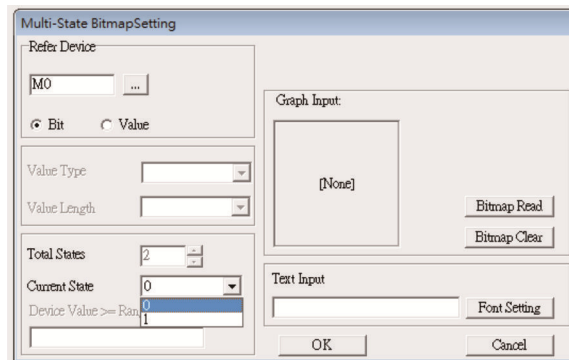 Multi-State BitmapSetting
Refer Device
M0
...
Bit
Value
Value Type
Value Length
Total States
2
Current State
0
Device Value >= Ran
0
1
Graph Input:
[None]
Bitmap Read
Bitmap Clear
Text Input
Font Setting
OK
Cancel